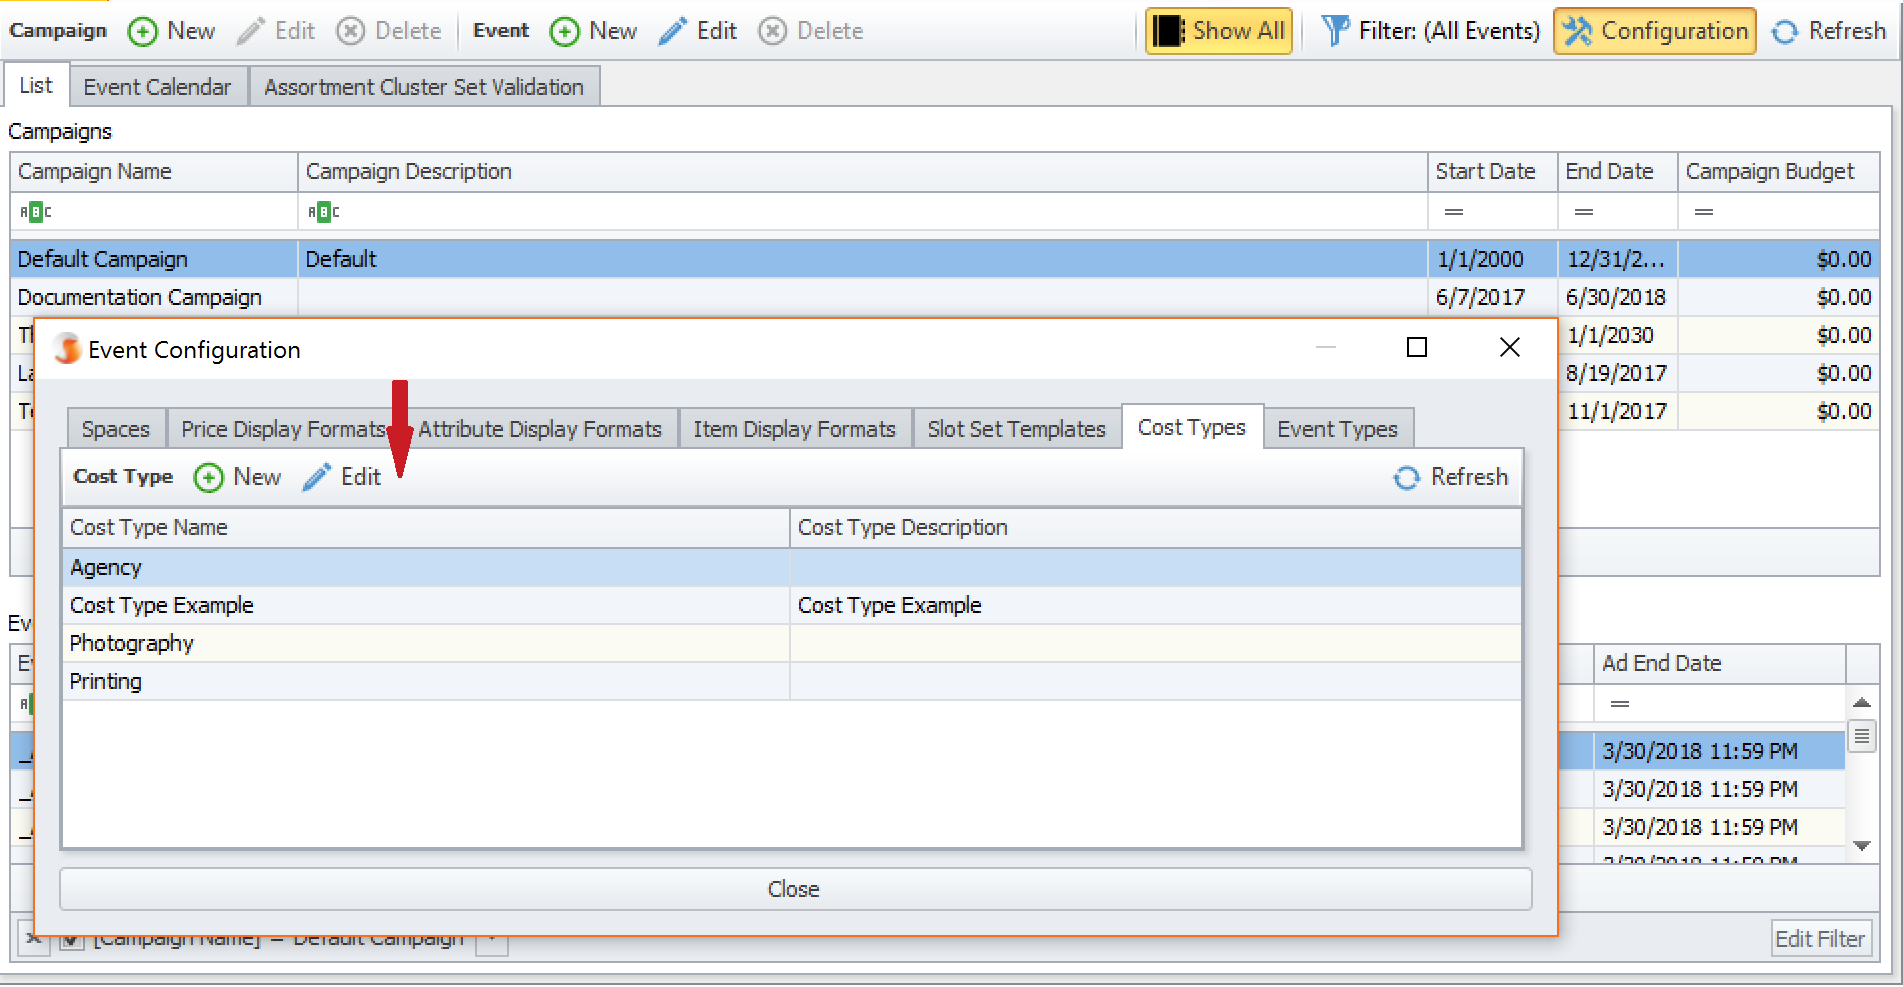 Campaign New Edit Delete Event New Edit Delete Show All Filter: (All Events) Configuration Refresh
List Event Calendar Assortment Cluster Set Validation
Campaigns
Campaign Name Campaign Description Start Date End Date Campaign Budget
ABC ABC = = =
Default Campaign Default 1/1/2000 12/31/2... $0.00
Documentation Campaign 6/7/2017 6/30/2018 $0.00
1/1/2030 $0.00
8/19/2017 $0.00
11/1/2017 $0.00
Event Configuration
Spaces Price Display Formats Attribute Display Formats Item Display Formats Slot Set Templates Cost Types Event Types
Cost Type New Edit Refresh
Cost Type Name Cost Type Description
Agency
Cost Type Example Cost Type Example
Photography
Printing
Close
Ad End Date
=
3/30/2018 11:59 PM
3/30/2018 11:59 PM
3/30/2018 11:59 PM
3/30/2018 11:59 PM
[Campaign Name] = Default Campaign Edit Filter